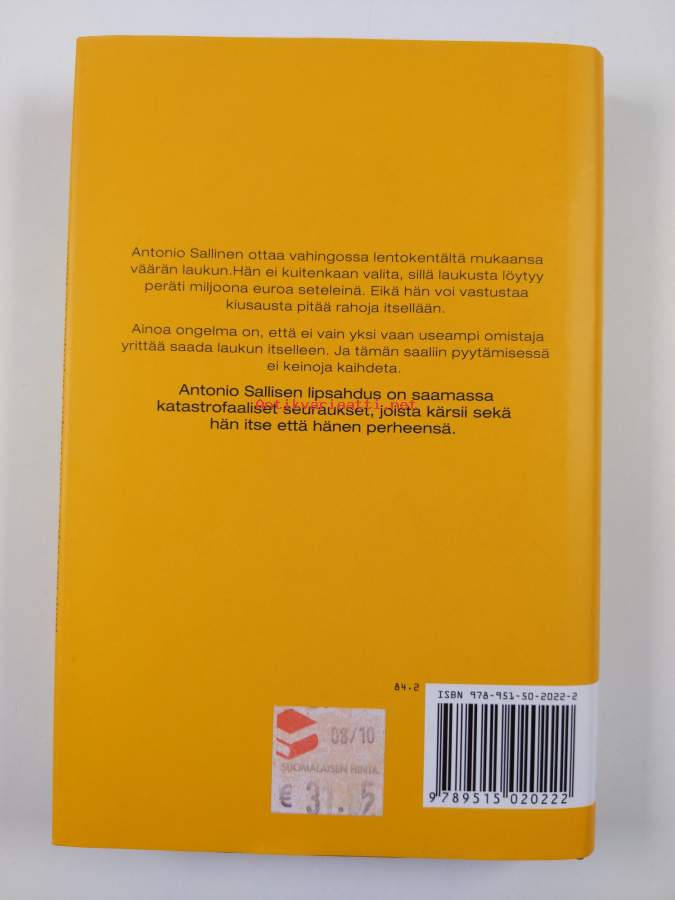 Antonio Sallinen ottaa vahingossa lentokentältä mukaansa
väärän laukun.Hän ei kuitenkaan valita, sillä laukusta löytyy
peräti miljoona euroa seteleinä. Eikä hän voi vastustaa
kiusausta pitää rahoja itsellään.
Ainoa ongelma on, että ei vain yksi vaan useampi omistaja
yrittää saada laukun itselleen. Ja tämän saaliin pyytämisessä
ei keinoja kaihdeta.
Antonio Sallisen lipsahdus on saamassa
katastrofaaliset seuraukset, joista kärsii sekä
Antikvariaatti.net
hän itse että hänen perheensä.
84.2
ISBN 978-951-50-2022-2
9 789515 020222
08/10
SUOMALAISEN HINTA
€